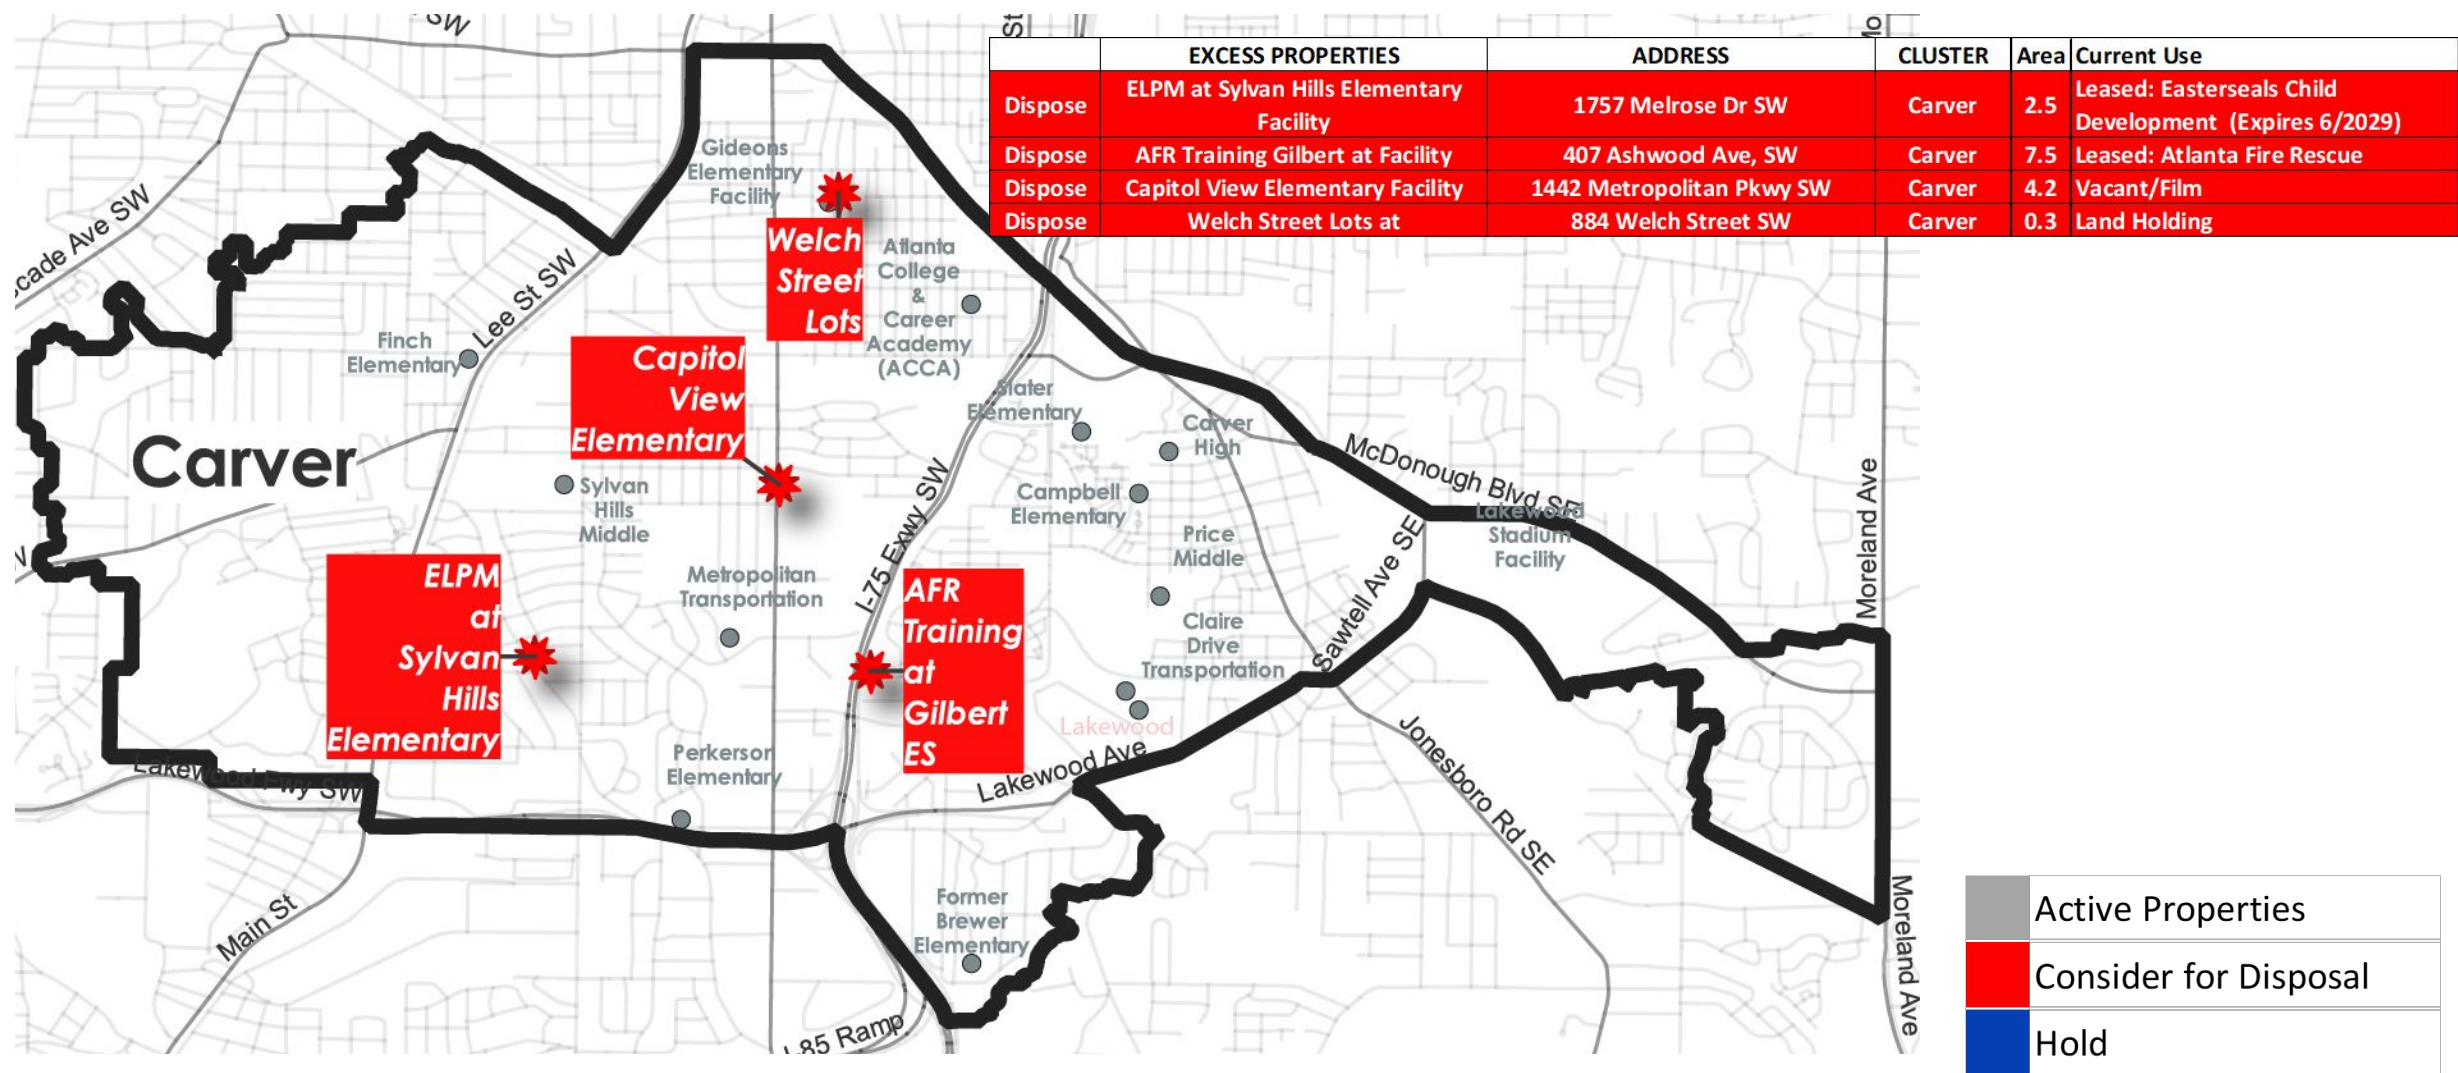 EXCESS PROPERTIES ADDRESS CLUSTER Area Current Use
Dispose ELPM at Sylvan Hills Elementary Facility 1757 Melrose Dr SW Carver 2.5 Leased: Easterseals Child Development (Expires 6/2029)
Dispose AFR Training Gilbert at Facility 407 Ashwood Ave, SW Carver 7.5 Leased: Atlanta Fire Rescue
Dispose Capitol View Elementary Facility 1442 Metropolitan Pkwy SW Carver 4.2 Vacant/Film
Dispose Welch Street Lots at 884 Welch Street SW Carver 0.3 Land Holding
SW
St
Mo
Gideons
Elementary
Facility
Welch
Street
Lots
Atlanta
College
&
Career
Academy
(ACCA)
cade Ave SW
Lee St SW
Finch
Elementary
Capitol
View
Elementary
Slater
Elementary
Carver
High
Carver
McDonough Blvd SE
Lakewood
Stadium
Facility
Moreland Ave
Sylvan
Hills
Middle
Campbell
Elementary
I-75 Expy SW
Price
Middle
Sawtell Ave SE
ELPM
at
Sylvan
Hills
Elementary
Metropolitan
Transportation
AFR
Training
at
Gilbert
ES
Claire
Drive
Transportation
Lakewood
Lakewood Ave
Jonesboro Rd SE
Perkerson
Elementary
Lakewood Fwy SW
Main St
Former
Brewer
Elementary
I-85 Ramp
Moreland Ave
Active Properties
Consider for Disposal
Hold